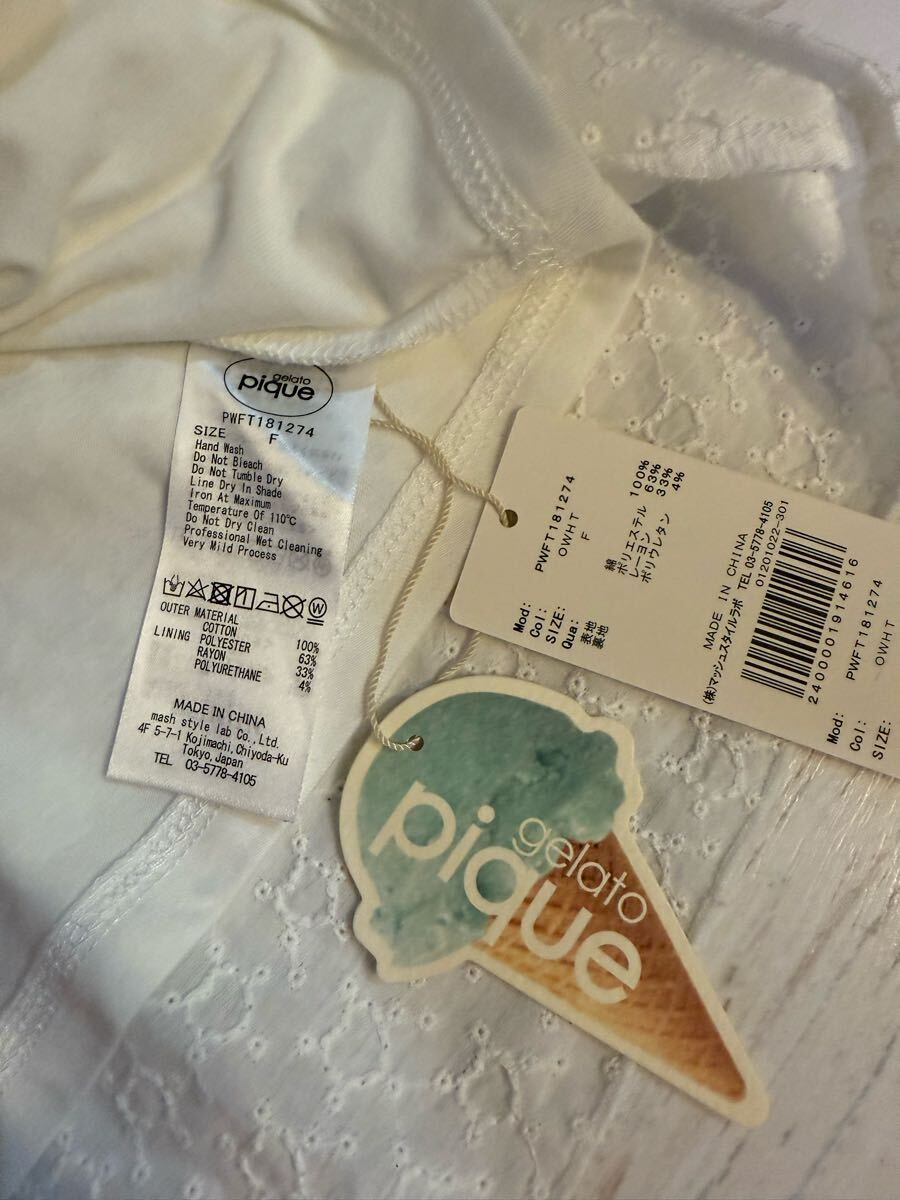 gelato
pique
PWFT181274
SIZE F
Hand Wash
Do Not Bleach
Do Not Tumble Dry
Line Dry In Shade
Iron At Maximum
Temperature Of 110℃
Do Not Dry Clean
Professional Wet Cleaning
Very Mild Process
W
OUTER MATERIAL
COTTON 100%
LINING POLYESTER 63%
RAYON 33%
POLYURETHANE 4%
MADE IN CHINA
mash style lab Co., Ltd.
4F 5-7-1 Kojimachi, Chiyoda-Ku
Tokyo, Japan
TEL 03-5778-4105
Mod: PWFT181274
Col: OWHT
SIZE: F
Qua: 表地 綿 100%
裏地 ポリエステル 63%
レーヨン 33%
ポリウレタン 4%
MADE IN CHINA
(株)マッシュスタイルラボ TEL 03-5778-4105
01201022-301
2400001914616
Mod: PWFT181274
Col: OWHT
SIZE:
gelato
pique